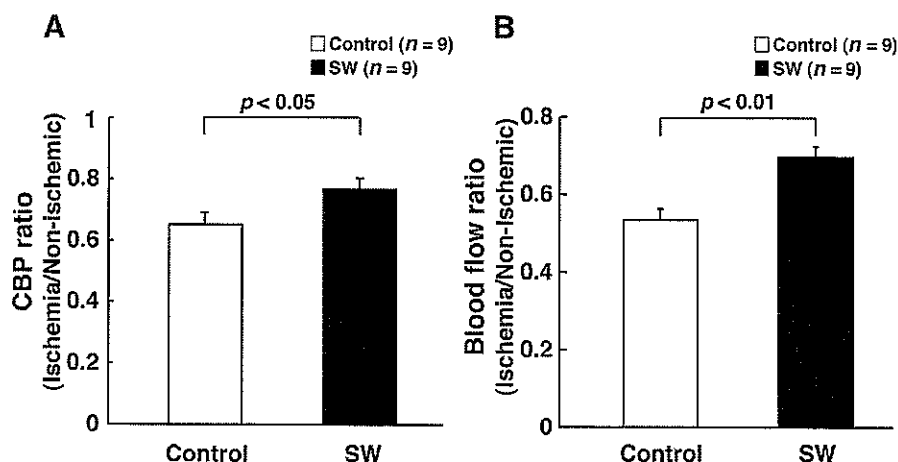 A
Control (n = 9)
SW (n = 9)
p < 0.05
CBP ratio
(Ischemia/Non-Ischemic)
1
0.8
0.6
0.4
0.2
0
Control
SW
B
Control (n = 9)
SW (n = 9)
p < 0.01
Blood flow ratio
(Ischemia/Non-Ischemic)
0.8
0.6
0.4
0.2
0
Control
SW